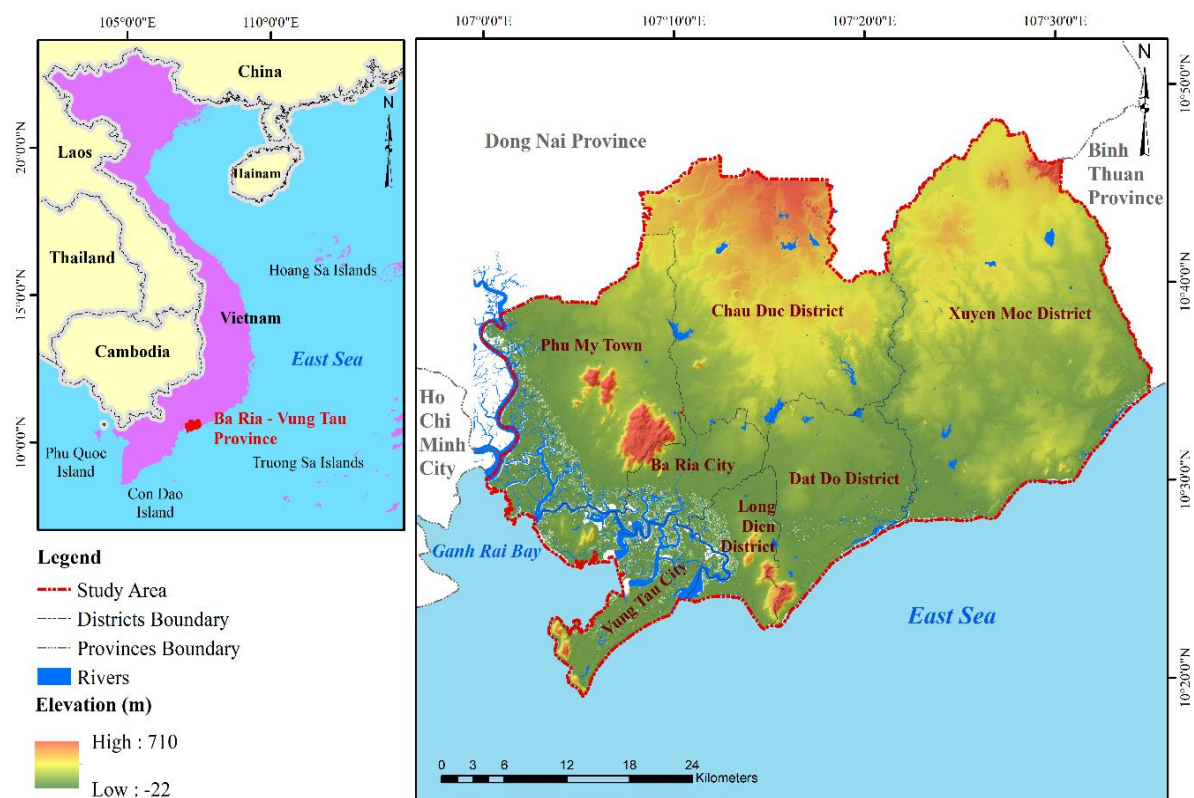 105°0'0"E
110°0'0"E
20°0'0"N
15°0'0"N
10°0'0"N
China
N
Laos
Hainam
Thailand
Hoang Sa Islands
Vietnam
Cambodia
East Sea
Ba Ria - Vung Tau
Province
Phu Quoc
Island
Truong Sa Islands
Con Dao
Island
Legend
Study Area
Districts Boundary
Provinces Boundary
Rivers
Elevation (m)
High : 710
Low : -22
107°0'0"E
107°10'0"E
107°20'0"E
107°30'0"E
10°50'0"N
10°40'0"N
10°30'0"N
10°20'0"N
N
Dong Nai Province
Binh
Thuan
Province
Chau Duc District
Xuyen Moc District
Phu My Town
Ho
Chi
Minh
City
Ba Ria City
Dat Do District
Long
Dien
District
Ganh Rai Bay
Vung Tau City
East Sea
0 3 6 12 18 24
Kilometers